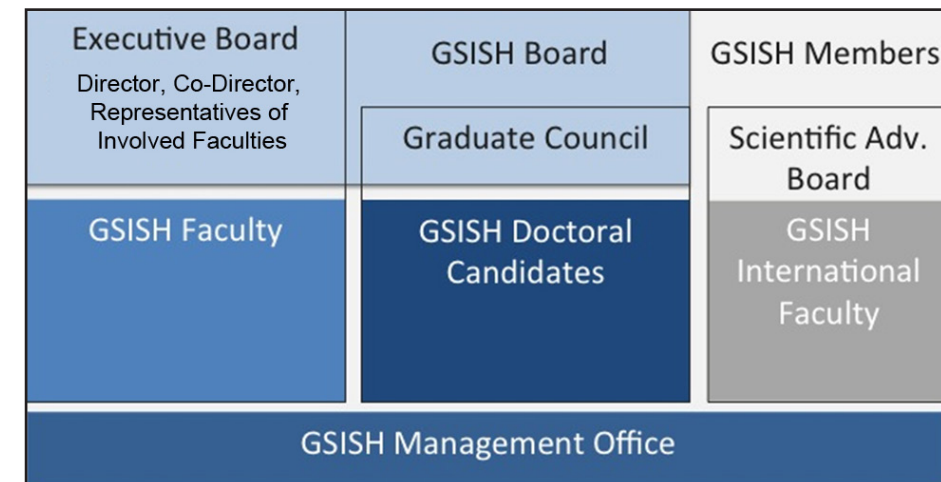 Executive Board
Director, Co-Director,
Representatives of
Involved Faculties
GSISH Board
Graduate Council
GSISH Members
Scientific Adv.
Board
GSISH Faculty
GSISH Doctoral
Candidates
GSISH
International
Faculty
GSISH Management Office